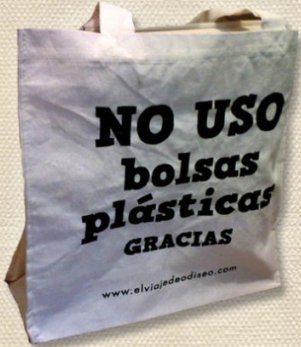 NO USO
bolsas
plásticas
GRACIAS
www.elviajedeodiseo.com